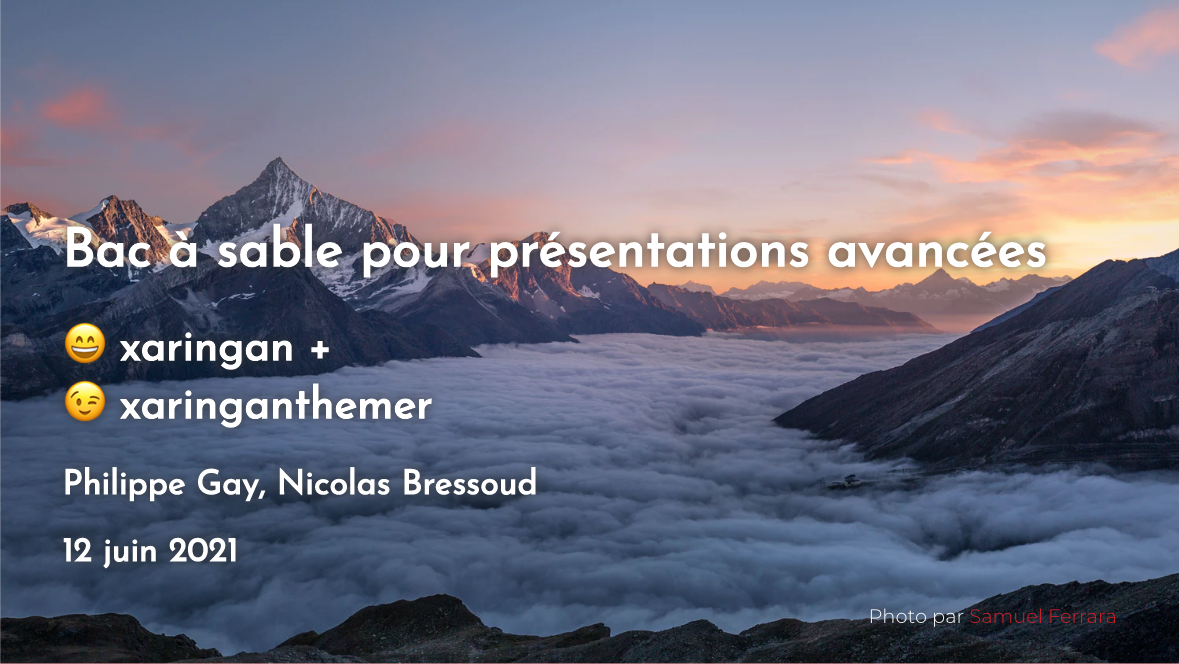 Bac à sable pour présentations avancées
😄 xaringan +
😉 xaringanthemer
Philippe Gay, Nicolas Bressoud
12 juin 2021
Photo par Samuel Ferrara